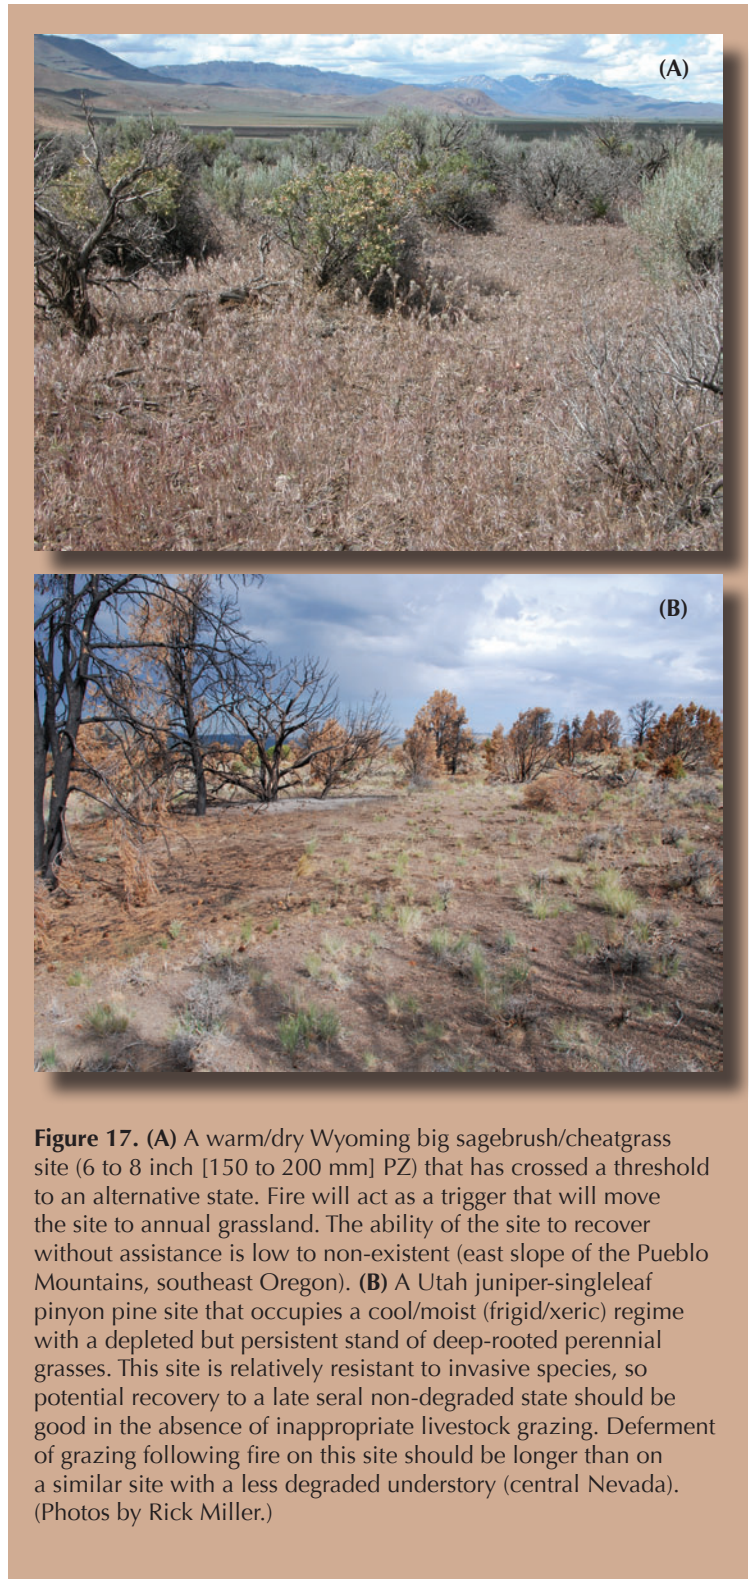 (A)
(B)
Figure 17. (A) A warm/dry Wyoming big sagebrush/cheatgrass
site (6 to 8 inch [150 to 200 mm] PZ) that has crossed a threshold
to an alternative state. Fire will act as a trigger that will move
the site to annual grassland. The ability of the site to recover
without assistance is low to non-existent (east slope of the Pueblo
Mountains, southeast Oregon). (B) A Utah juniper-singleleaf
pinyon pine site that occupies a cool/moist (frigid/xeric) regime
with a depleted but persistent stand of deep-rooted perennial
grasses. This site is relatively resistant to invasive species, so
potential recovery to a late seral non-degraded state should be
good in the absence of inappropriate livestock grazing. Deferment
of grazing following fire on this site should be longer than on
a similar site with a less degraded understory (central Nevada).
(Photos by Rick Miller.)